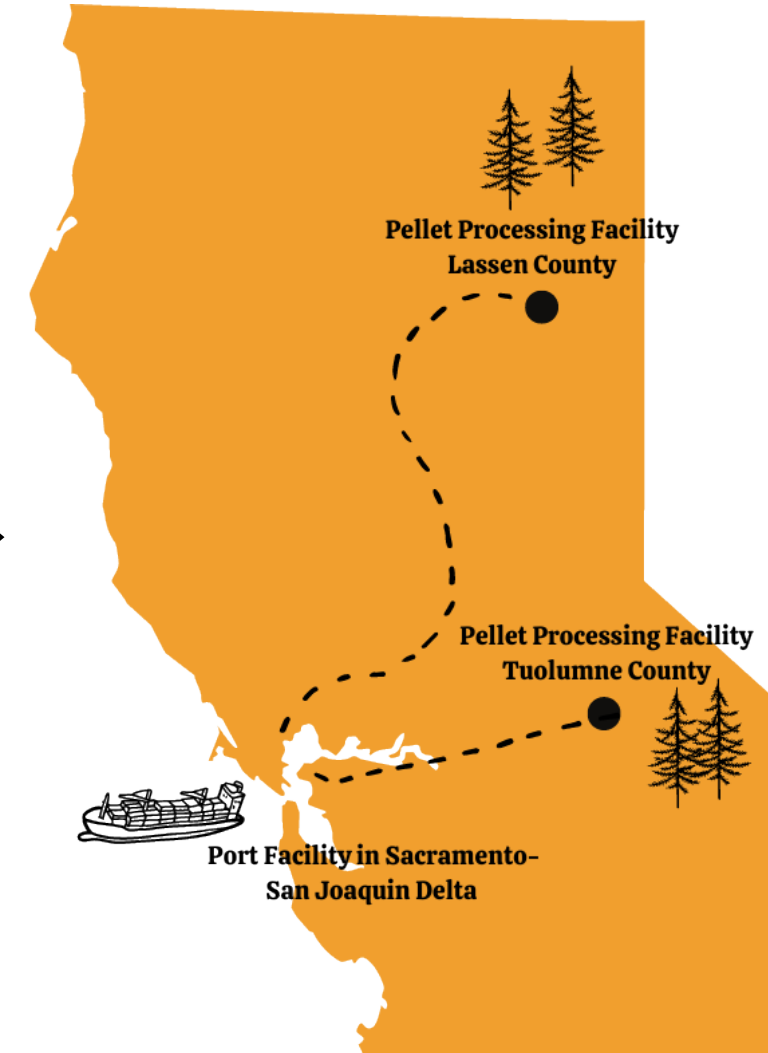 Pellet Processing Facility
Lassen County
Pellet Processing Facility
Tuolumne County
Port Facility in Sacramento-
San Joaquin Delta